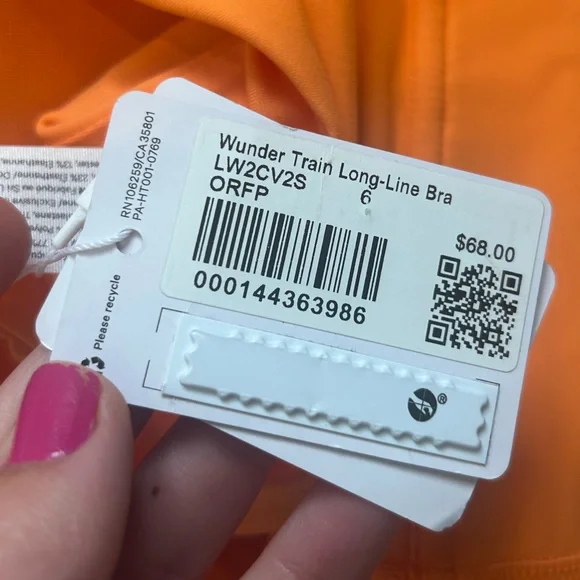 RN106259/CA35801
PA-HT001-0769
Please recycle
Wunder Train Long-Line Bra
LW2CV2S 6
ORFP
$68.00
000144363986
®